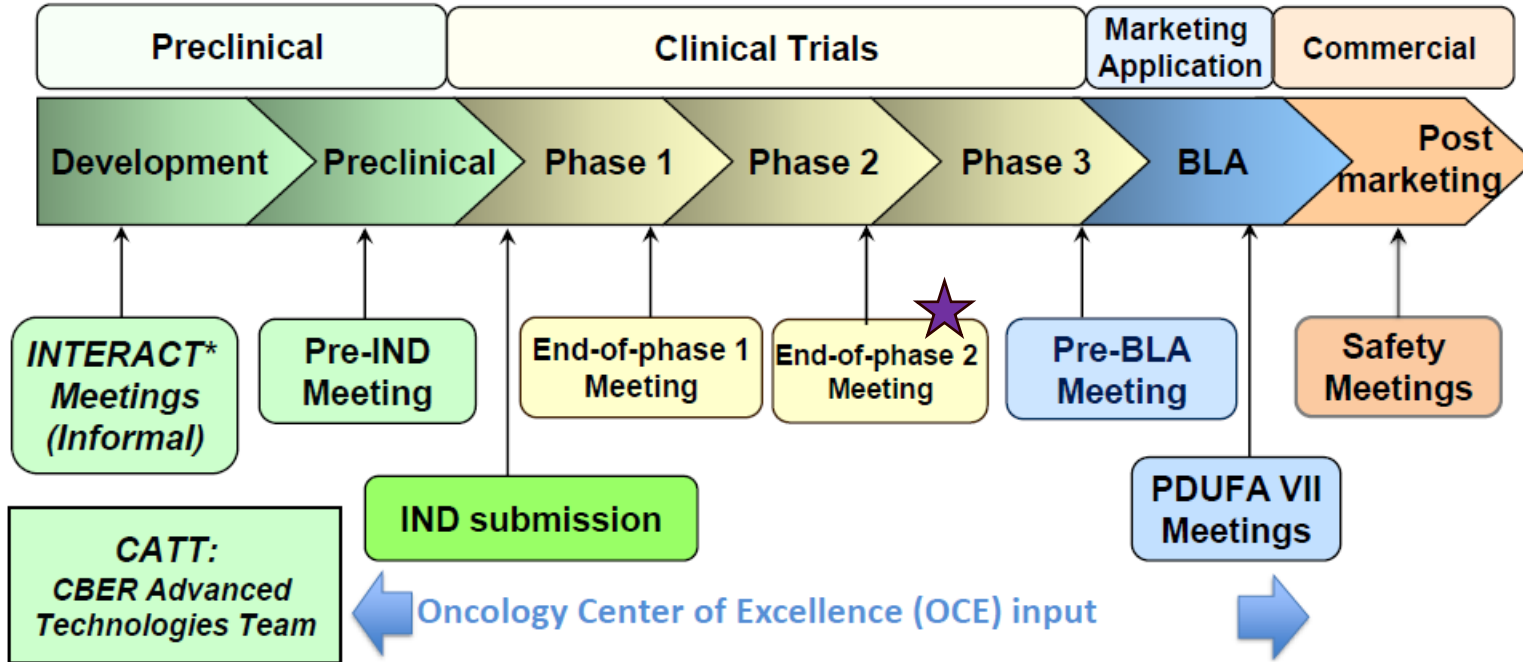 Preclinical
Clinical Trials
Marketing
Application
Commercial
Development
Preclinical
Phase 1
Phase 2
Phase 3
BLA
Post
marketing
INTERACT*
Meetings
(Informal)
Pre-IND
Meeting
End-of-phase 1
Meeting
End-of-phase 2
Meeting
Pre-BLA
Meeting
Safety
Meetings
IND submission
PDUFA VII
Meetings
CATT:
CBER Advanced
Technologies Team
Oncology Center of Excellence (OCE) input